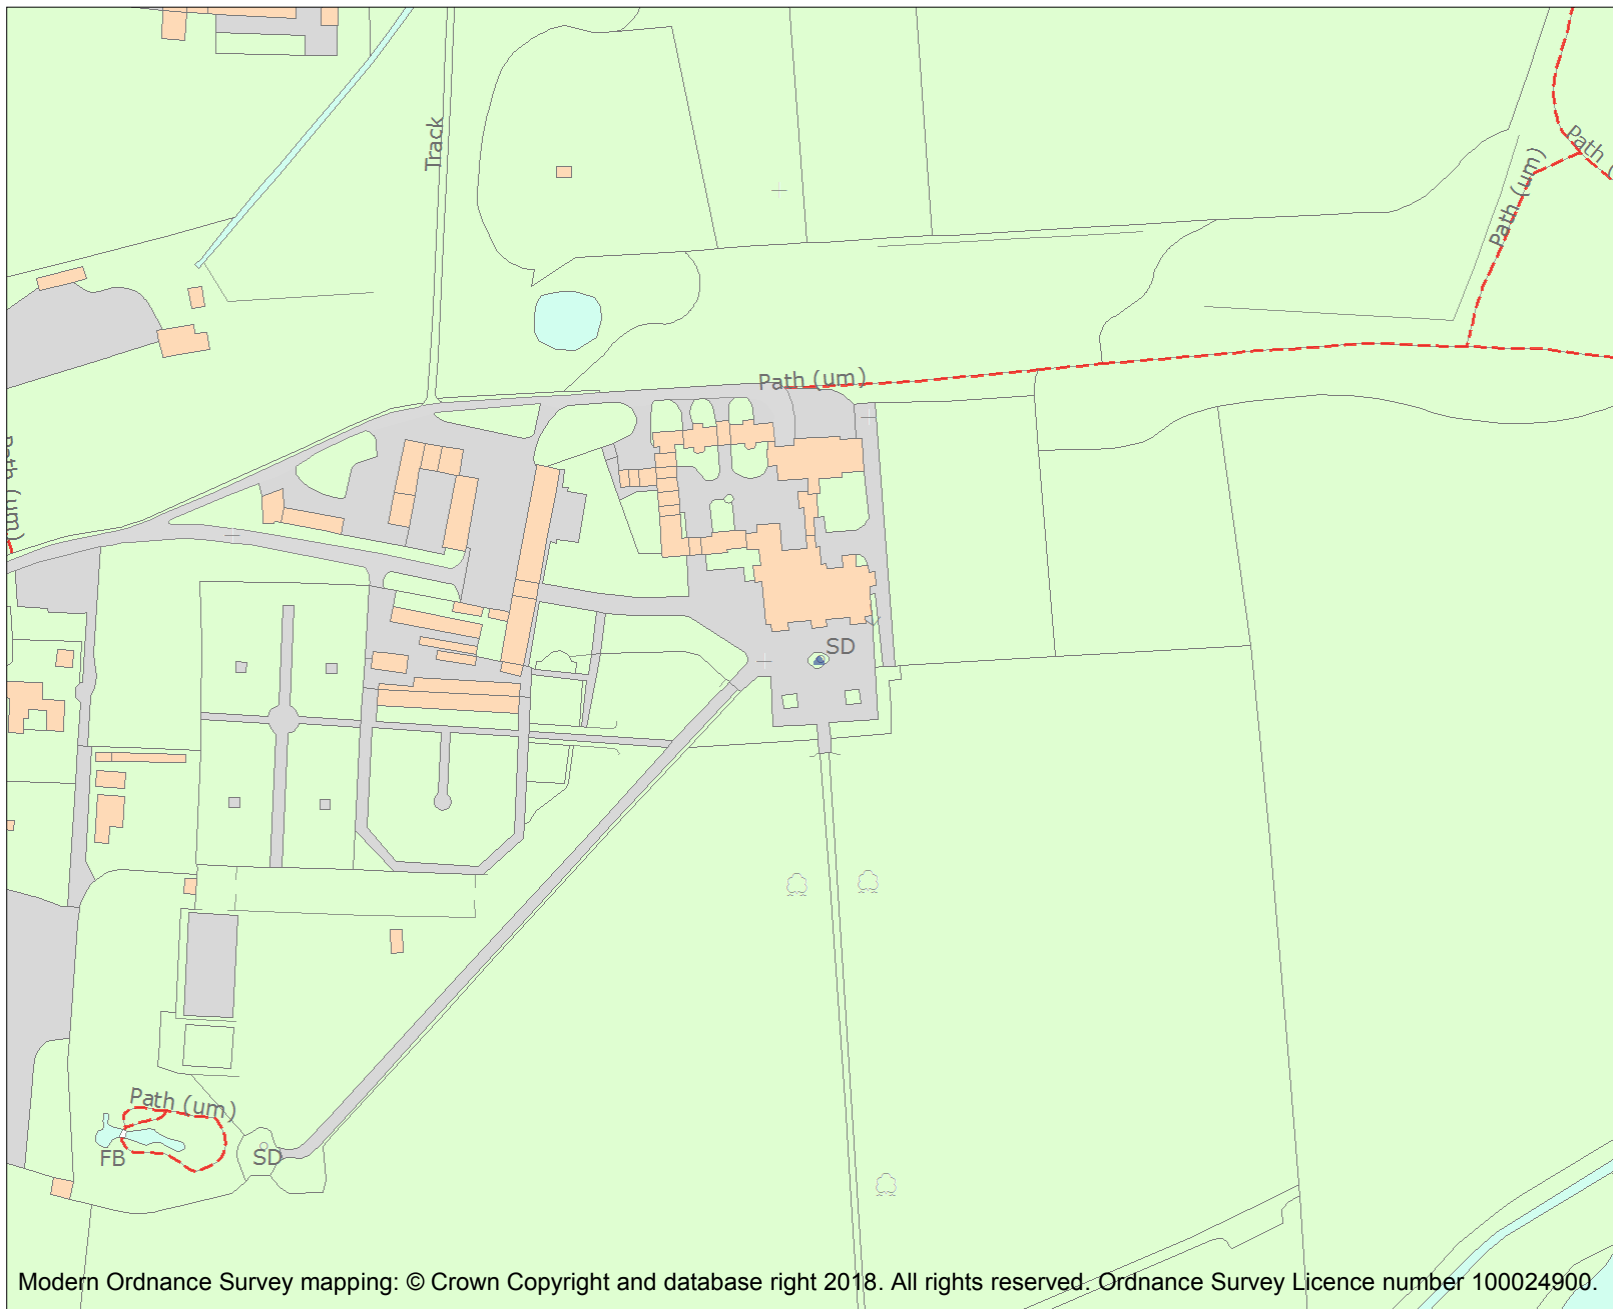 Track
Path (um)
Path (
Path (um)
Path (um)
SD
Path (um)
FB
SD
Modern Ordnance Survey mapping: © Crown Copyright and database right 2018. All rights reserved. Ordnance Survey Licence number 100024900.